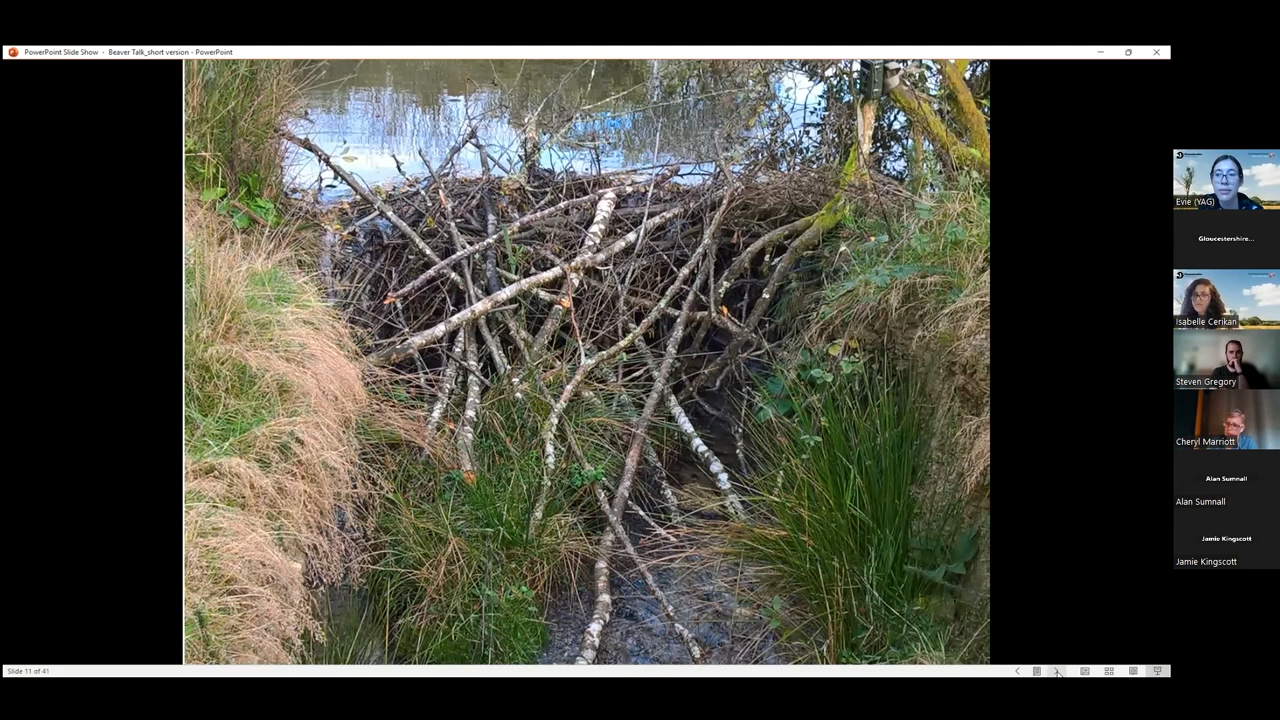 PowerPoint Slide Show - Beaver Talk_short version - PowerPoint
Evie (YAG)
Gloucestershire...
Isabelle Cerikan
Steven Gregory
Cheryl Marriott
Alan Sumnall
Alan Sumnall
Jamie Kingscott
Jamie Kingscott
Slide 11 of 41